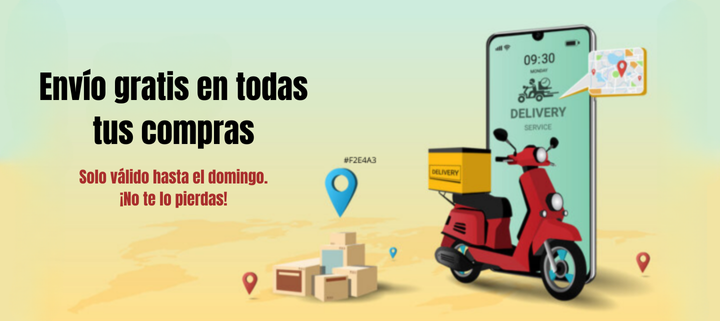 Envío gratis en todas
tus compras
Solo válido hasta el domingo.
¡No te lo pierdas!
#F2E4A3
09:30
MONDAY
DELIVERY
SERVICE
DELIVERY